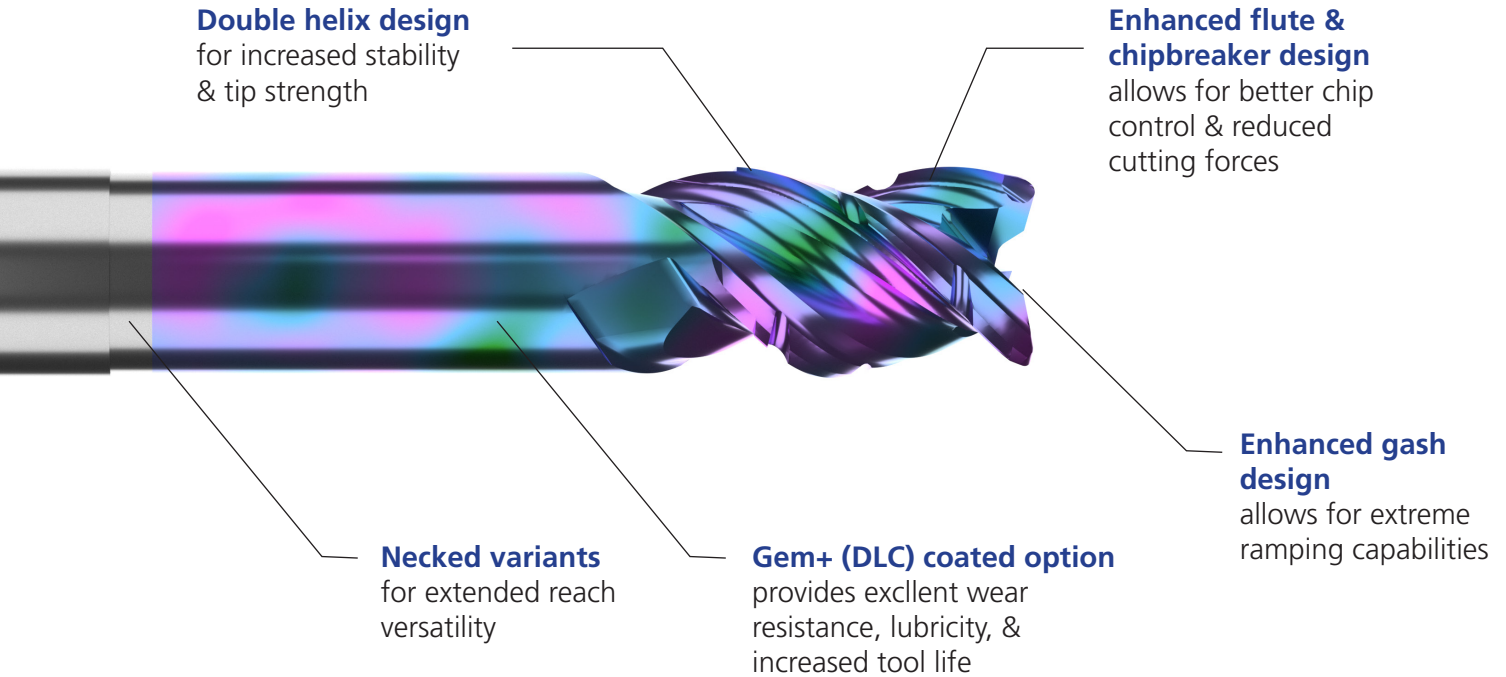 Double helix design
for increased stability
& tip strength
Enhanced flute &
chipbreaker design
allows for better chip
control & reduced
cutting forces
Enhanced gash
design
allows for extreme
ramping capabilities
Necked variants
for extended reach
versatility
Gem+ (DLC) coated option
provides excllent wear
resistance, lubricity, &
increased tool life